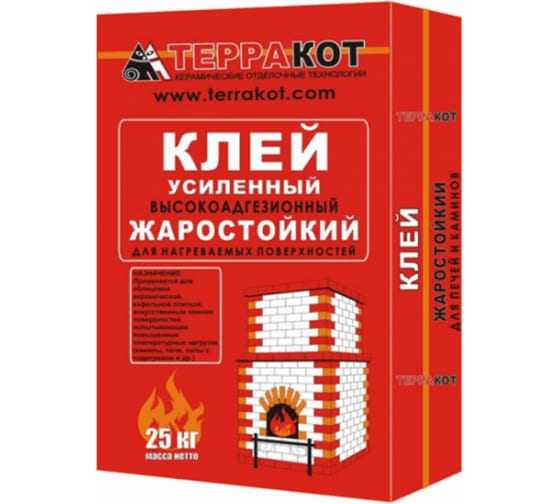 ТЕРРАКОТ
КЕРАМИЧЕСКИЕ ОТДЕЛОЧНЫЕ ТЕХНОЛОГИИ
www.terrakot.com
КЛЕЙ
УСИЛЕННЫЙ
ВЫСОКОАДГЕЗИОННЫЙ
ЖАРОСТОЙКИЙ
ДЛЯ НАГРЕВАЕМЫХ ПОВЕРХНОСТЕЙ
НАЗНАЧЕНИЕ:
Применяется для
облицовки
керамической,
кафельной плиткой,
искусственным камнем
поверхностей,
испытывающих
повышенные
температурные нагрузки
(камины, печи, полы с
подогревом и др.)
25 кг
масса нетто
ТЕРРАКОТ
КЛЕЙ
ЖАРОСТОЙКИЙ
ДЛЯ ПЕЧЕЙ И КАМИНОВ
ТЕРРАКОТ